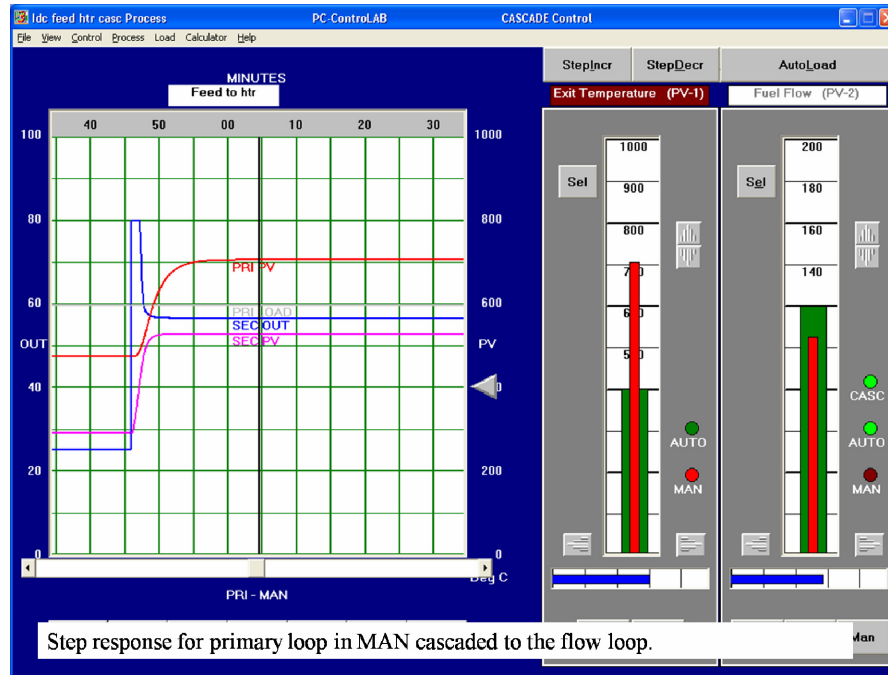 Idc feed htr casc Process PC-ControLAB CASCADE Control
File View Control Process Load Calculator Help
StepIncr StepDecr AutoLoad
MINUTES
Feed to htr
Exit Temperature (PV-1) Fuel Flow (PV-2)
40 50 00 10 20 30
100 1000
80 800
60 600
OUT PV
40
20 200
0 0
PRI PV
PRI LOAD
SEC OUT
SEC PV
Deg C
PRI - MAN
Sel
1000
900
800
AUTO
MAN
Sel
200
180
160
140
CASC
AUTO
MAN
Man
Step response for primary loop in MAN cascaded to the flow loop.